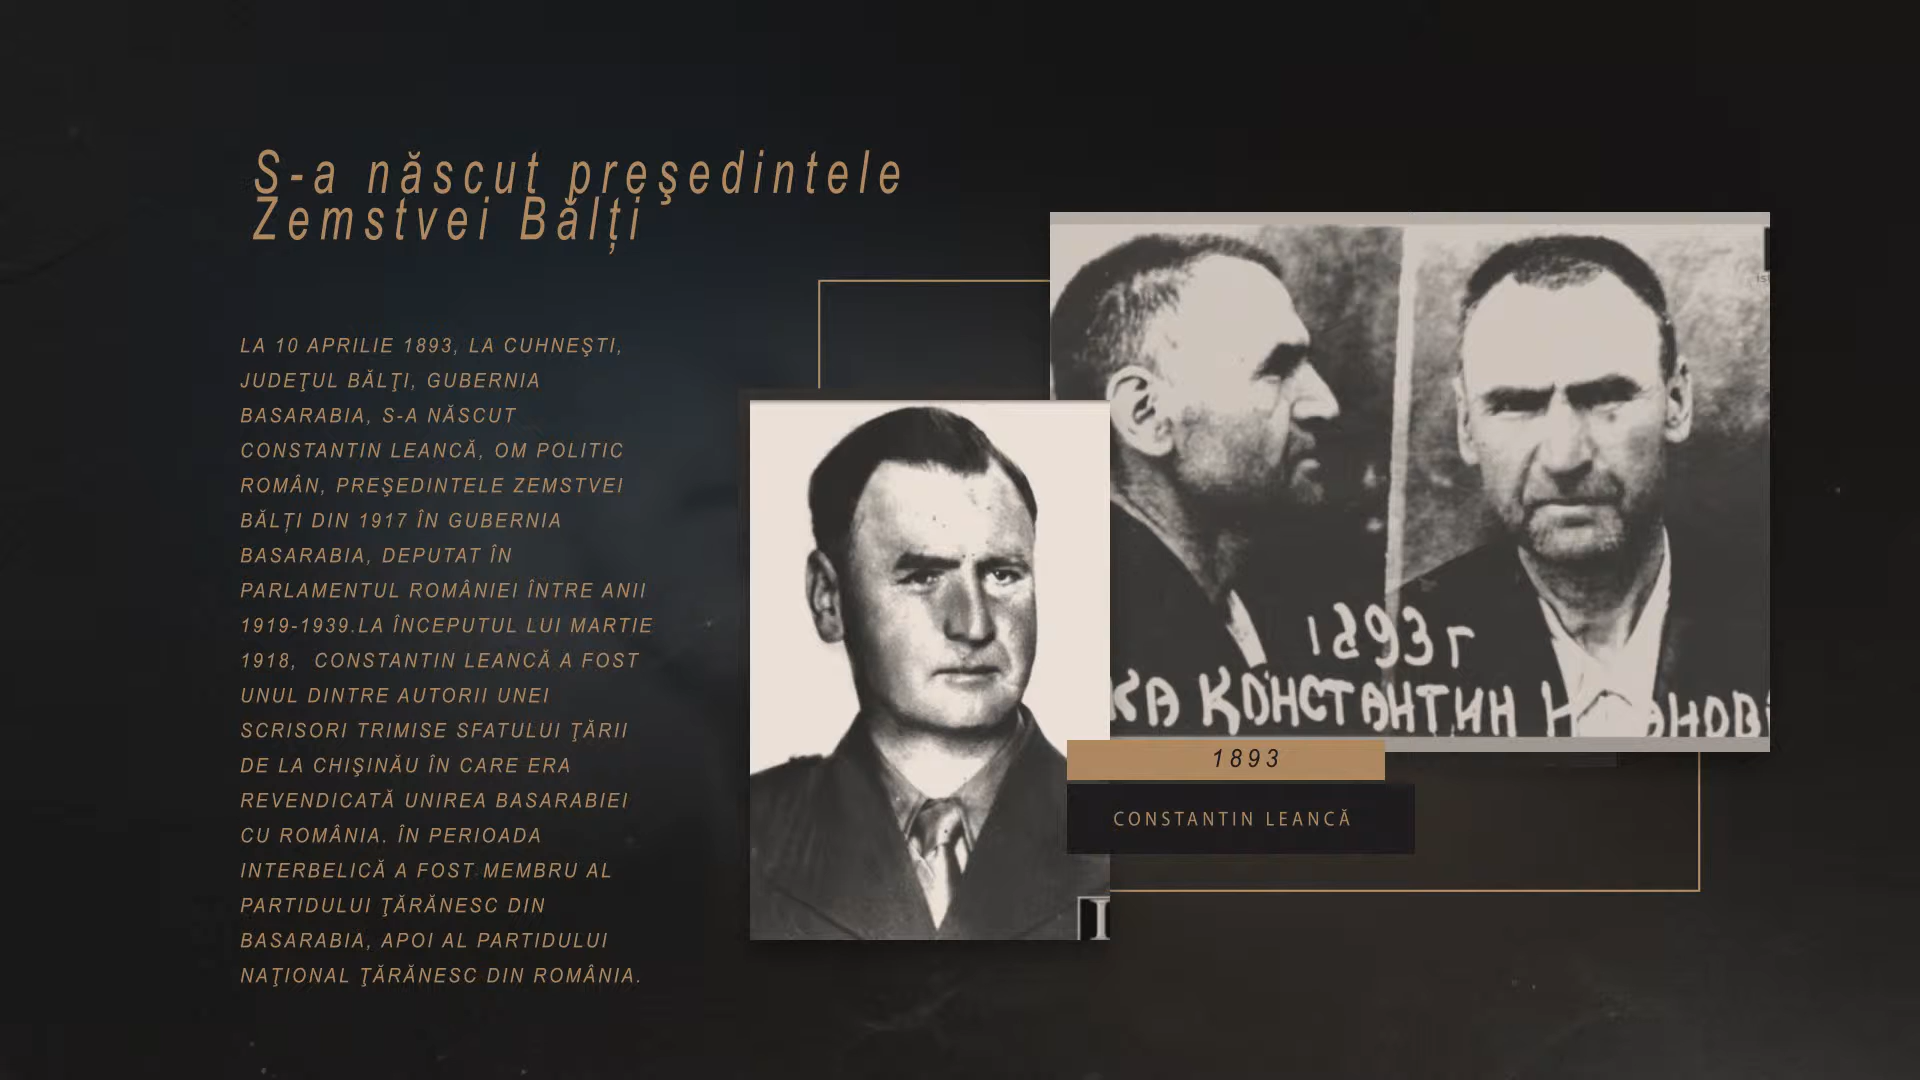 S-a născut preşedintele
Zemstvei Bălți
LA 10 APRILIE 1893, LA CUHNEŞTI,
JUDEŢUL BĂLŢI, GUBERNIA
BASARABIA, S-A NĂSCUT
CONSTANTIN LEANCĂ, OM POLITIC
ROMÂN, PREŞEDINTELE ZEMSTVEI
BĂLȚI DIN 1917 ÎN GUBERNIA
BASARABIA, DEPUTAT ÎN
PARLAMENTUL ROMÂNIEI ÎNTRE ANII
1919-1939.LA ÎNCEPUTUL LUI MARTIE
1918, CONSTANTIN LEANCĂ A FOST
UNUL DINTRE AUTORII UNEI
SCRISORI TRIMISE SFATULUI ŢĂRII
DE LA CHIŞINĂU ÎN CARE ERA
REVENDICATĂ UNIREA BASARABIEI
CU ROMÂNIA. ÎN PERIOADA
INTERBELICĂ A FOST MEMBRU AL
PARTIDULUI ŢĂRĂNESC DIN
BASARABIA, APOI AL PARTIDULUI
NAŢIONAL ŢĂRĂNESC DIN ROMÂNIA.
1893 г
КА КОНСТАНТИН
1893
CONSTANTIN LEANCĂ